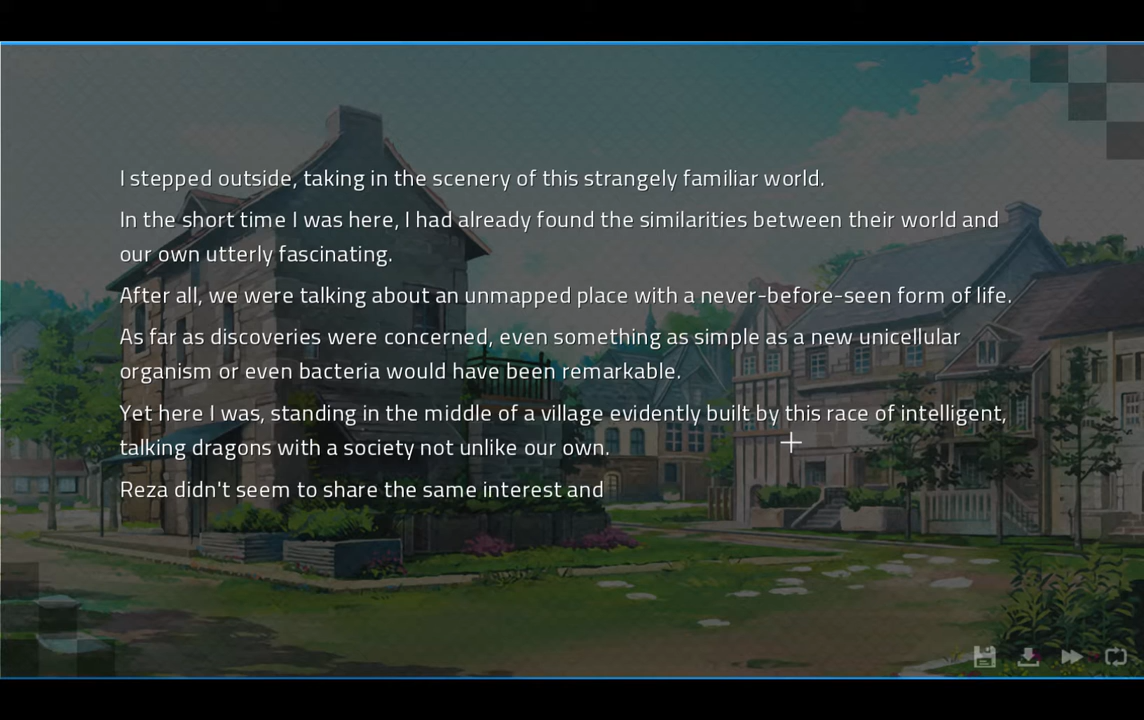 I stepped outside, taking in the scenery of this strangely familiar world.
In the short time I was here, I had already found the similarities between their world and
our own utterly fascinating.
After all, we were talking about an unmapped place with a never-before-seen form of life.
As far as discoveries were concerned, even something as simple as a new unicellular
organism or even bacteria would have been remarkable.
Yet here I was, standing in the middle of a village evidently built by this race of intelligent,
talking dragons with a society not unlike our own.
Reza didn't seem to share the same interest and